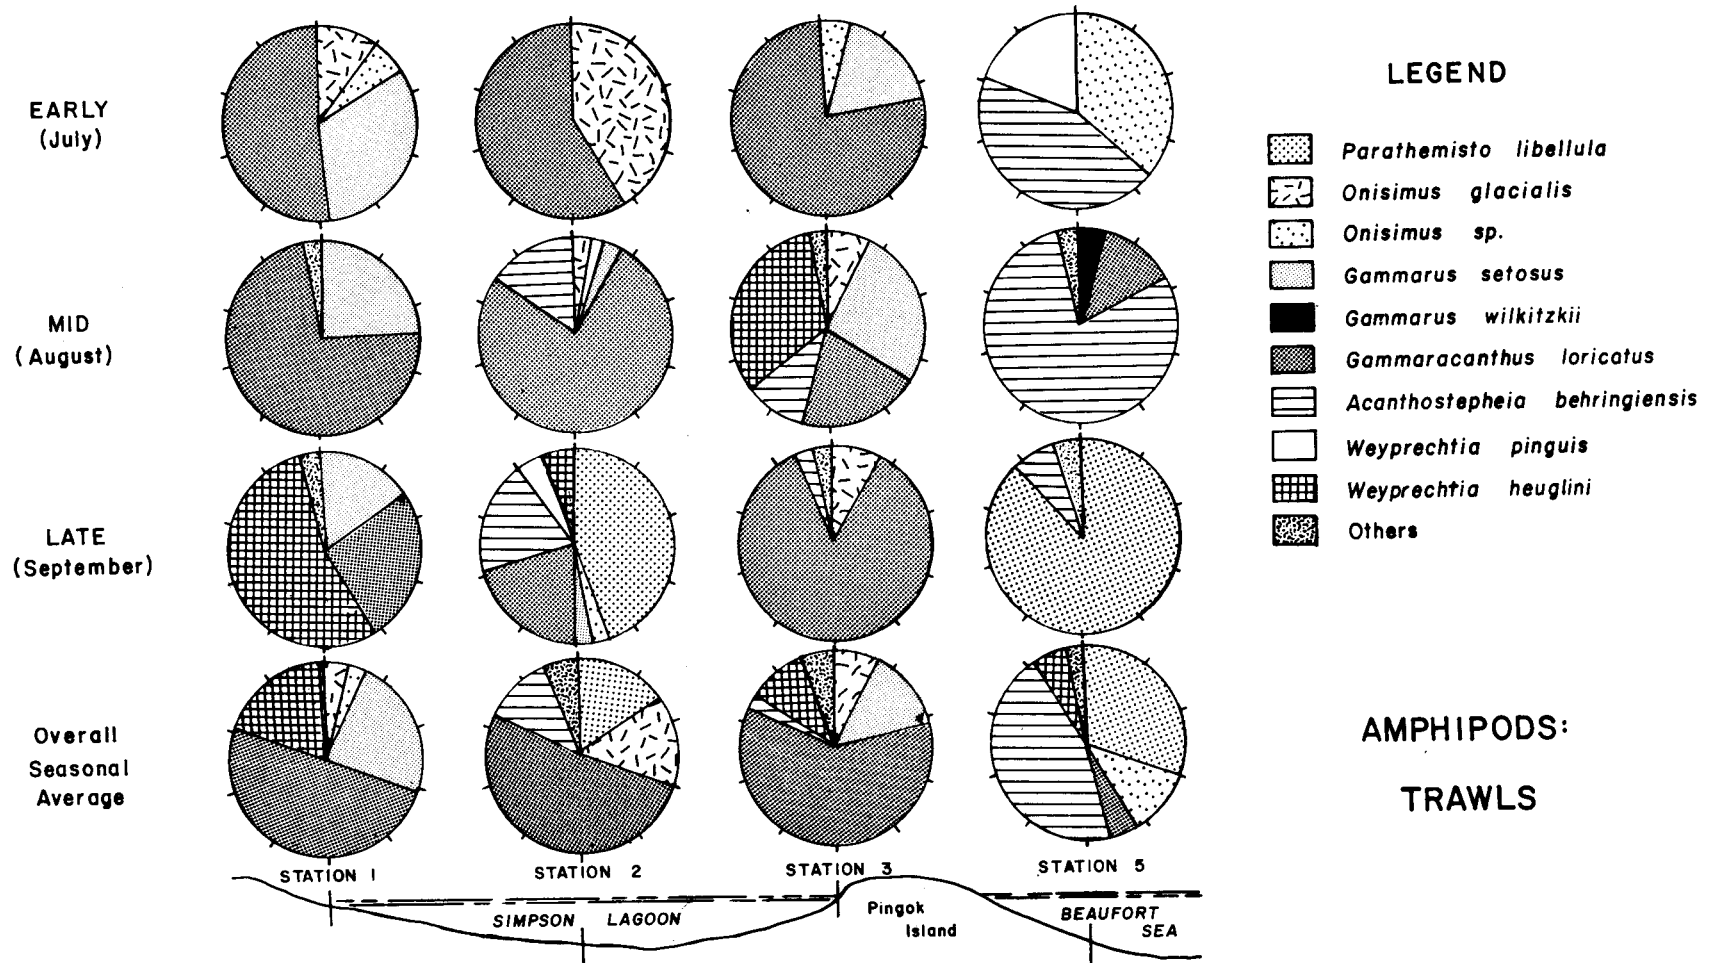 EARLY
(July)
MID
(August)
LATE
(September)
Overall
Seasonal
Average
LEGEND
Parathemisto libellula
Onisimus glacialis
Onisimus sp.
Gammarus setosus
Gammarus wilkitzkii
Gammaracanthus loricatus
Acanthostepheia behringiensis
Weyprechtia pinguis
Weyprechtia heuglini
Others
AMPHIPODS:
TRAWLS
STATION 1
STATION 2
STATION 3
STATION 5
SIMPSON LAGOON
Pingok
Island
BEAUFORT
SEA